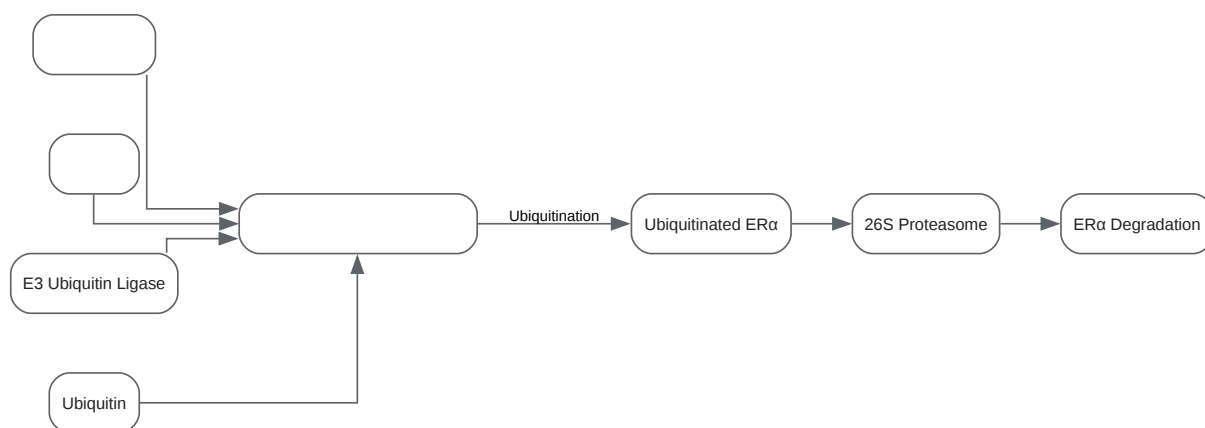 Ubiquitination
Ubiquitinated ERα
26S Proteasome
ERα Degradation
E3 Ubiquitin Ligase
Ubiquitin